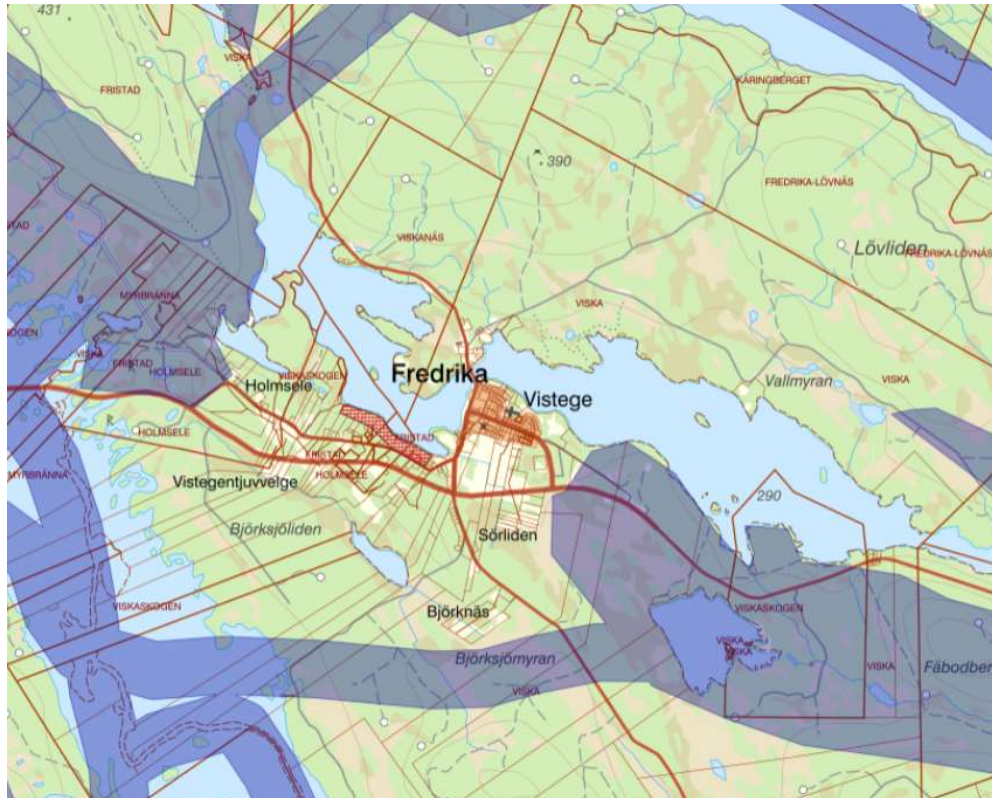 431
VISKA
FRISTAD
KÄRINGBERGET
390
FREDRIKA-LÖVNÄS
VISKANÄS
Lövliden
FREDRIKA-LÖVNÄS
MYRBRÄNNA
VISKA
VISKA
FRISTAD
HOLMSELE
VISKASKOGEN
Holmsele
Fredrika
Vistege
Vallmyran
VISKA
HOLMSELE
FRISTAD
FRISTAD
HOLMSELE
MYRBRÄNNA
Vistegentjuvvelge
Björksjöliden
290
Sörliden
VISKASKOGEN
Björknäs
VISKASKOGEN
VISKA
VISKA
Björksjömyran
VISKA
VISKA
Fäbodber